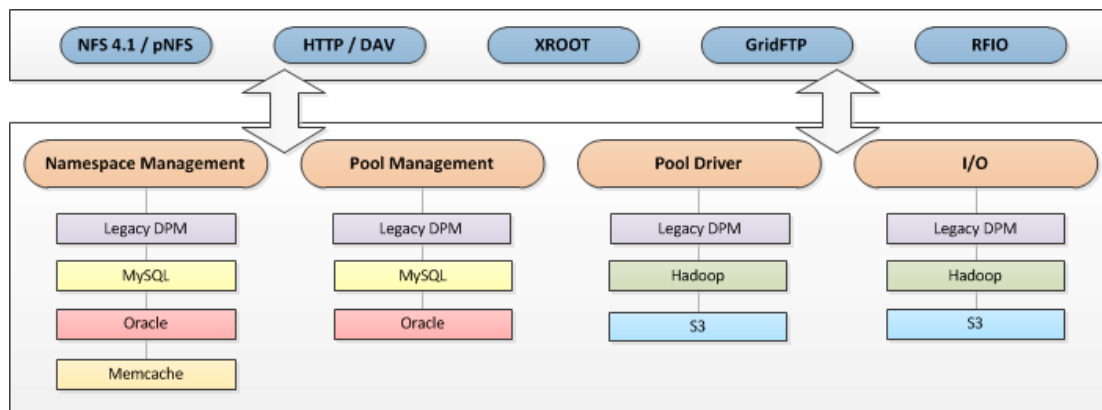 NFS 4.1 / pNFS
HTTP / DAV
XROOT
GridFTP
RFIO
Namespace Management
Pool Management
Pool Driver
I/O
Legacy DPM
Legacy DPM
Legacy DPM
Legacy DPM
MySQL
MySQL
Hadoop
Hadoop
Oracle
Oracle
S3
S3
Memcache